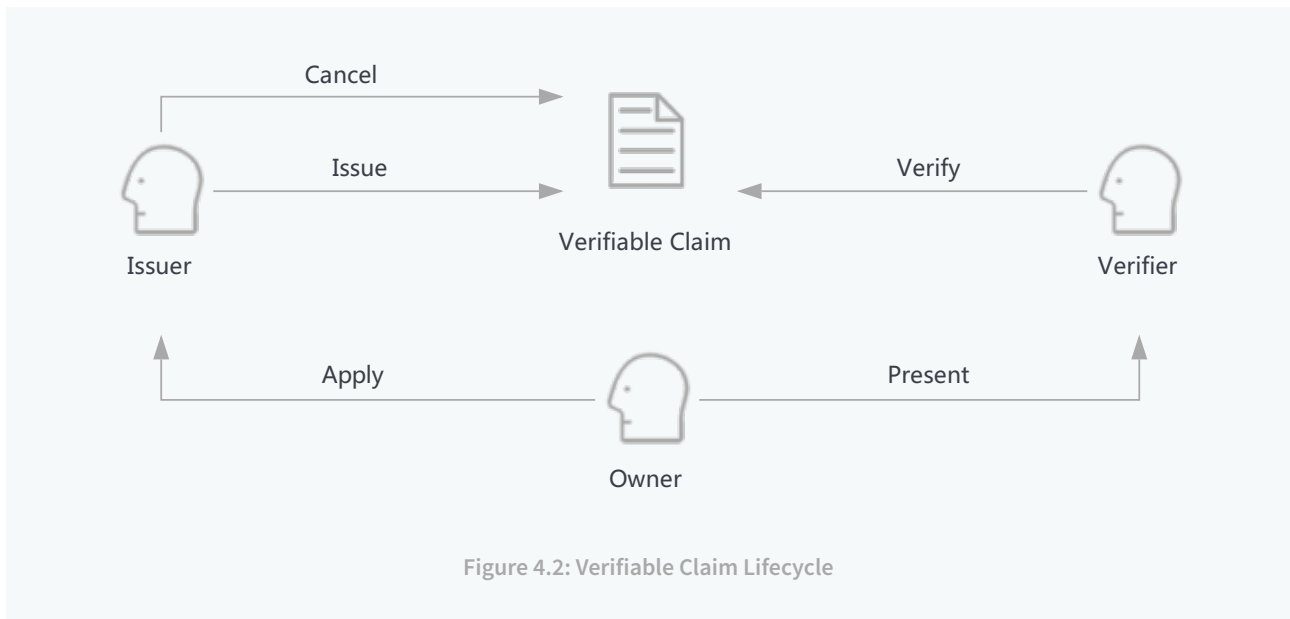 Cancel
Issue
Verify
Verifiable Claim
Issuer
Verifier
Apply
Present
Owner
Figure 4.2: Verifiable Claim Lifecycle